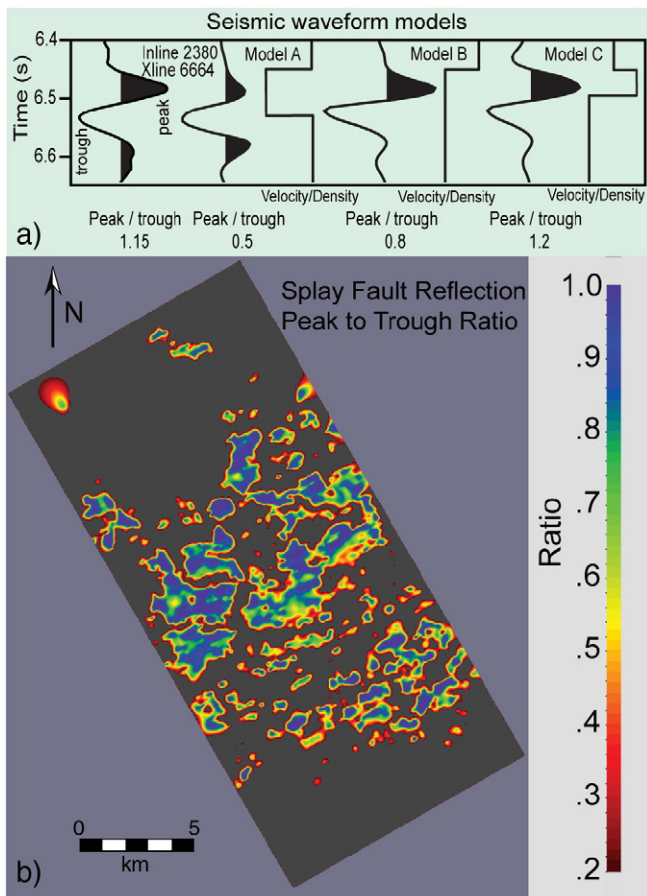 Seismic waveform models
6.4
6.5
6.6
Time (s)
Inline 2380
Xline 6664
trough
peak
Model A
Model B
Model C
Velocity/Density
Velocity/Density
Velocity/Density
Peak / trough
1.15
Peak / trough
0.5
Peak / trough
0.8
Peak / trough
1.2
a)
N
Splay Fault Reflection
Peak to Trough Ratio
1.0
.9
.8
.7
.6
.5
.4
.3
.2
Ratio
0 5
km
b)